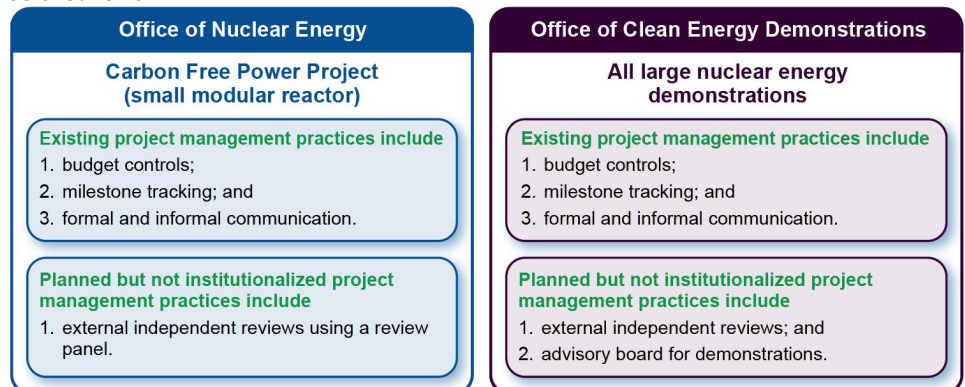 Office of Nuclear Energy
Carbon Free Power Project
(small modular reactor)
Existing project management practices include
1. budget controls;
2. milestone tracking; and
3. formal and informal communication.
Planned but not institutionalized project
management practices include
1. external independent reviews using a review
panel.
Office of Clean Energy Demonstrations
All large nuclear energy
demonstrations
Existing project management practices include
1. budget controls;
2. milestone tracking; and
3. formal and informal communication.
Planned but not institutionalized project
management practices include
1. external independent reviews; and
2. advisory board for demonstrations.